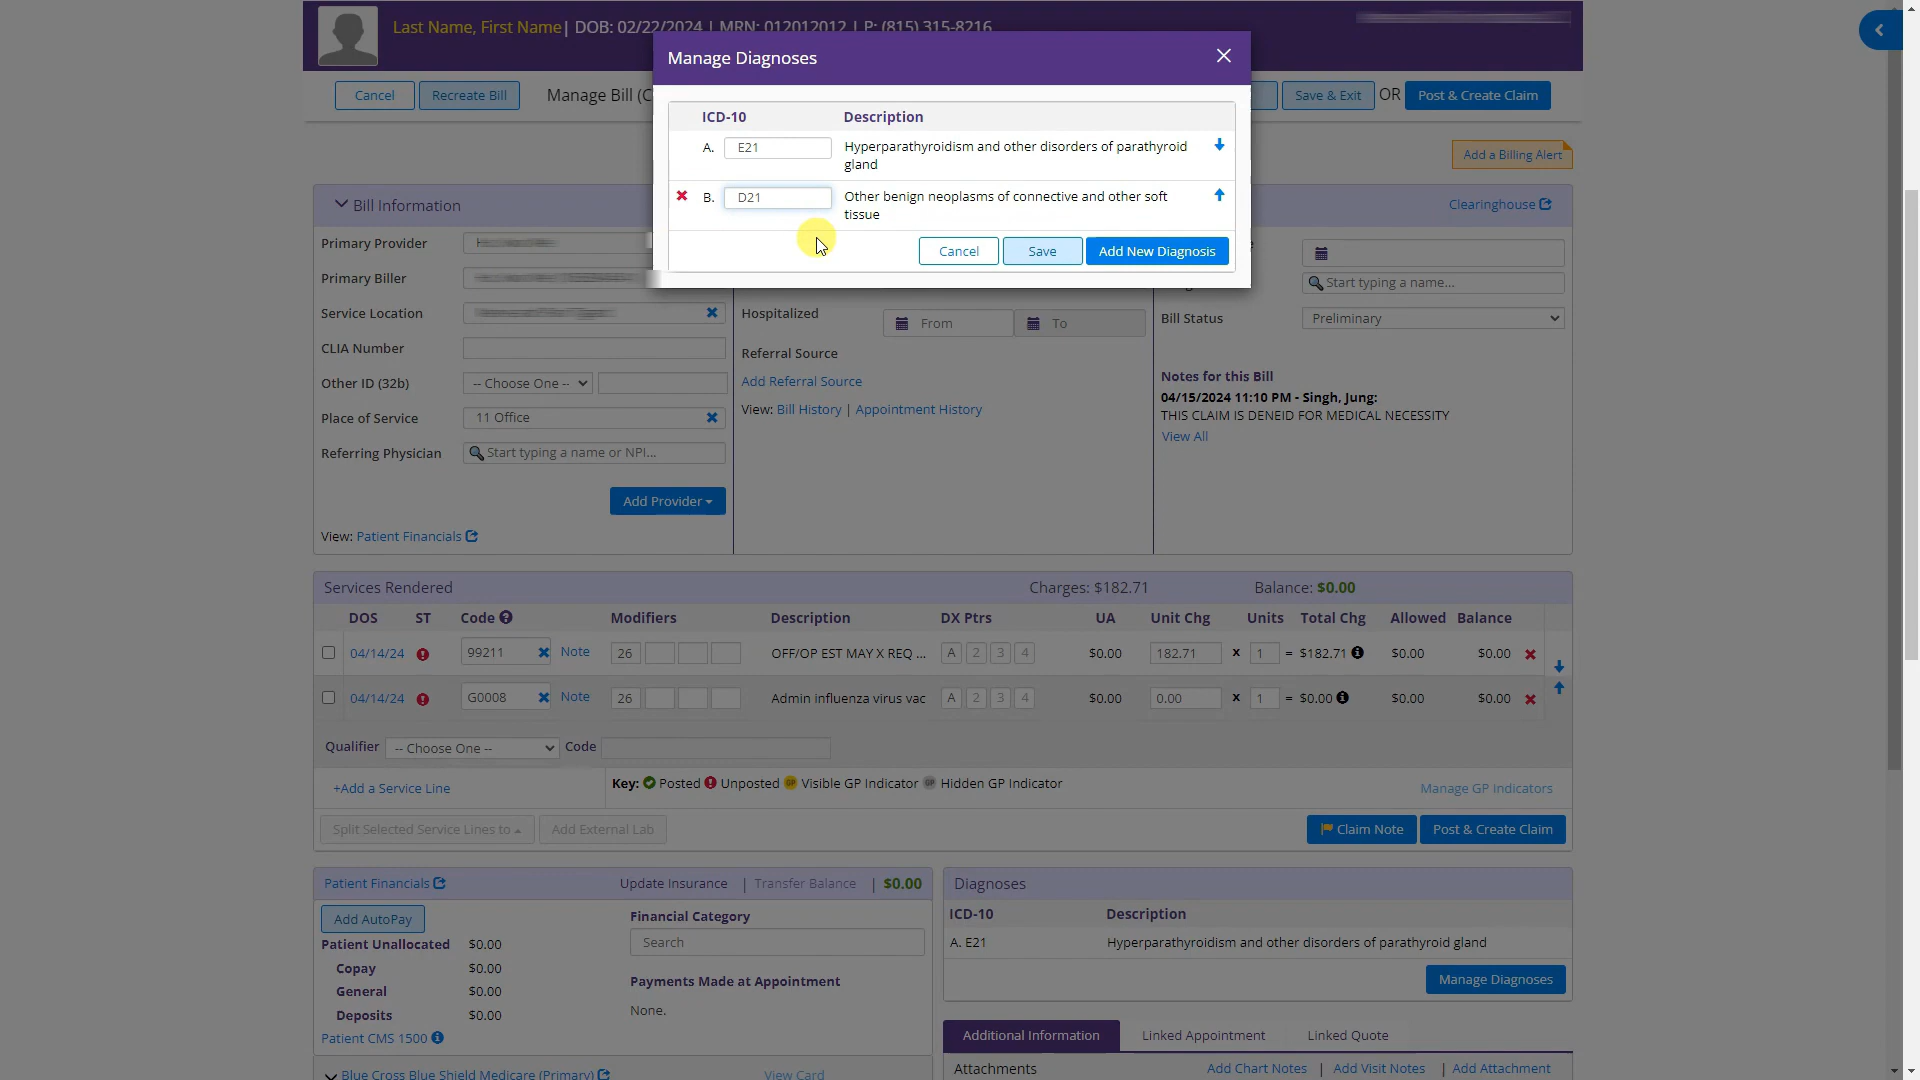 Last Name, First Name| DOB: 02/22/2024 | MRN: 012012012 | P: (815) 315-8216
Manage Diagnoses
Cancel
Recreate Bill
Manage Bill (C
Save & Exit
OR
Post & Create Claim
ICD-10 Description
A. E21 Hyperparathyroidism and other disorders of parathyroid
gland
B. D21 Other benign neoplasms of connective and other soft
tissue
Cancel Save Add New Diagnosis
Add a Billing Alert
Bill Information
Clearinghouse
Primary Provider
Primary Biller
Service Location
CLIA Number
Other ID (32b) -- Choose One --
Place of Service 11 Office
Referring Physician Start typing a name or NPI...
Add Provider
View: Patient Financials
Hospitalized From To
Referral Source
Add Referral Source
View: Bill History | Appointment History
Start typing a name...
Bill Status Preliminary
Notes for this Bill
04/15/2024 11:10 PM - Singh, Jung:
THIS CLAIM IS DENEID FOR MEDICAL NECESSITY
View All
Services Rendered Charges: $182.71 Balance: $0.00
DOS ST Code Modifiers Description DX Ptrs UA Unit Chg Units Total Chg Allowed Balance
04/14/24 99211 Note 26 OFF/OP EST MAY X REQ ... A 2 3 4 $0.00 182.71 x 1 = $182.71 $0.00 $0.00
04/14/24 G0008 Note 26 Admin influenza virus vac A 2 3 4 $0.00 0.00 x 1 = $0.00 $0.00 $0.00
Qualifier -- Choose One -- Code
+Add a Service Line
Key: Posted Unposted GP Visible GP Indicator GP Hidden GP Indicator
Manage GP Indicators
Split Selected Service Lines to Add External Lab
Claim Note Post & Create Claim
Patient Financials Update Insurance | Transfer Balance | $0.00
Add AutoPay
Patient Unallocated $0.00
Copay $0.00
General $0.00
Deposits $0.00
Patient CMS 1500
Financial Category
Search
Payments Made at Appointment
None.
Blue Cross Blue Shield Medicare (Primary) View Card
Diagnoses
ICD-10 Description
A. E21 Hyperparathyroidism and other disorders of parathyroid gland
Manage Diagnoses
Additional Information Linked Appointment Linked Quote
Attachments Add Chart Notes | Add Visit Notes | Add Attachment